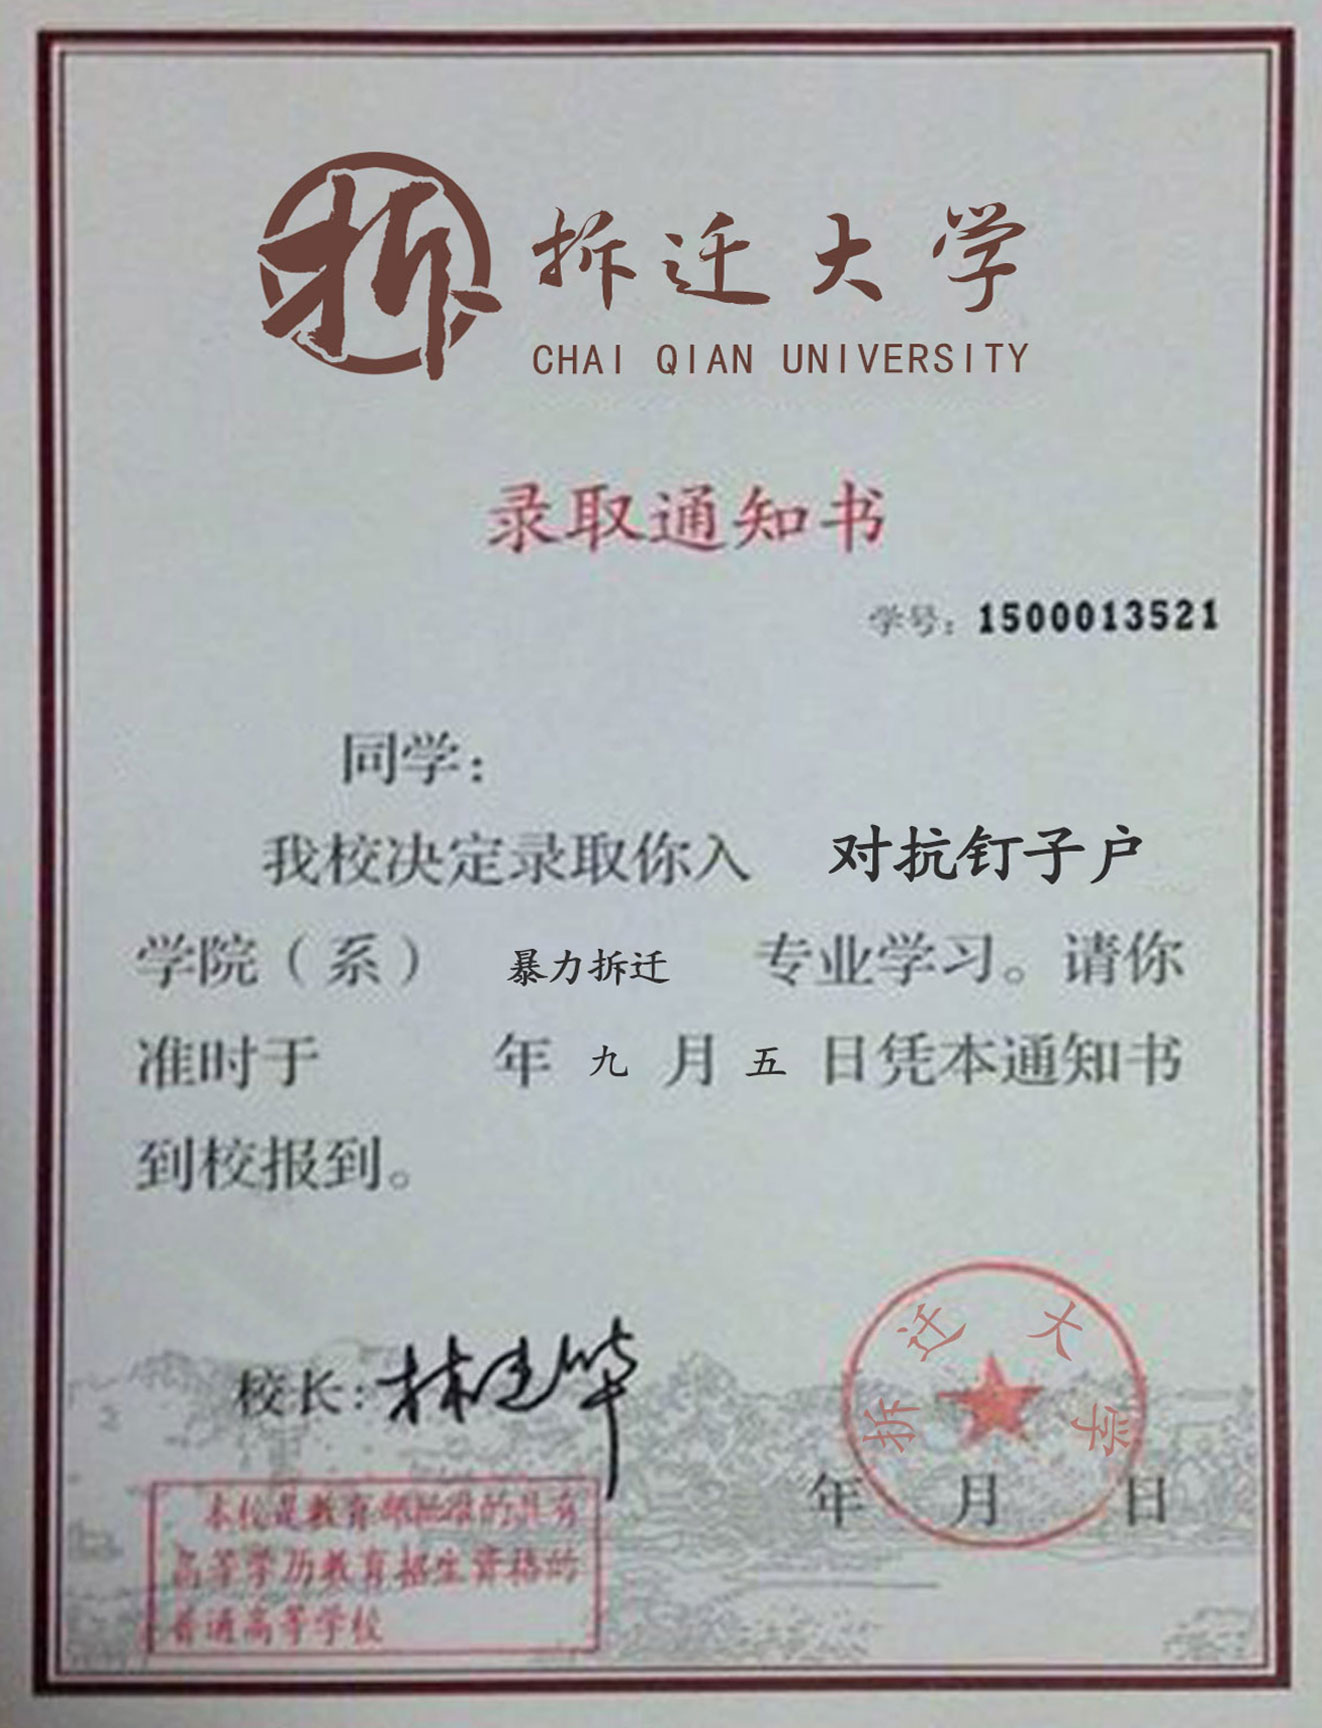 拆
拆迁大学
CHAI QIAN UNIVERSITY
录取通知书
学号：1500013521
同学：
我校决定录取你入 对抗钉子户
学院（系） 暴力拆迁 专业学习。请你
准时于 年 九 月 五 日凭本通知书
到校报到。
校长：林建华
拆迁大学
年 月 日
本校是教育部批准的具有
高等学历教育招生资格的
普通高等学校